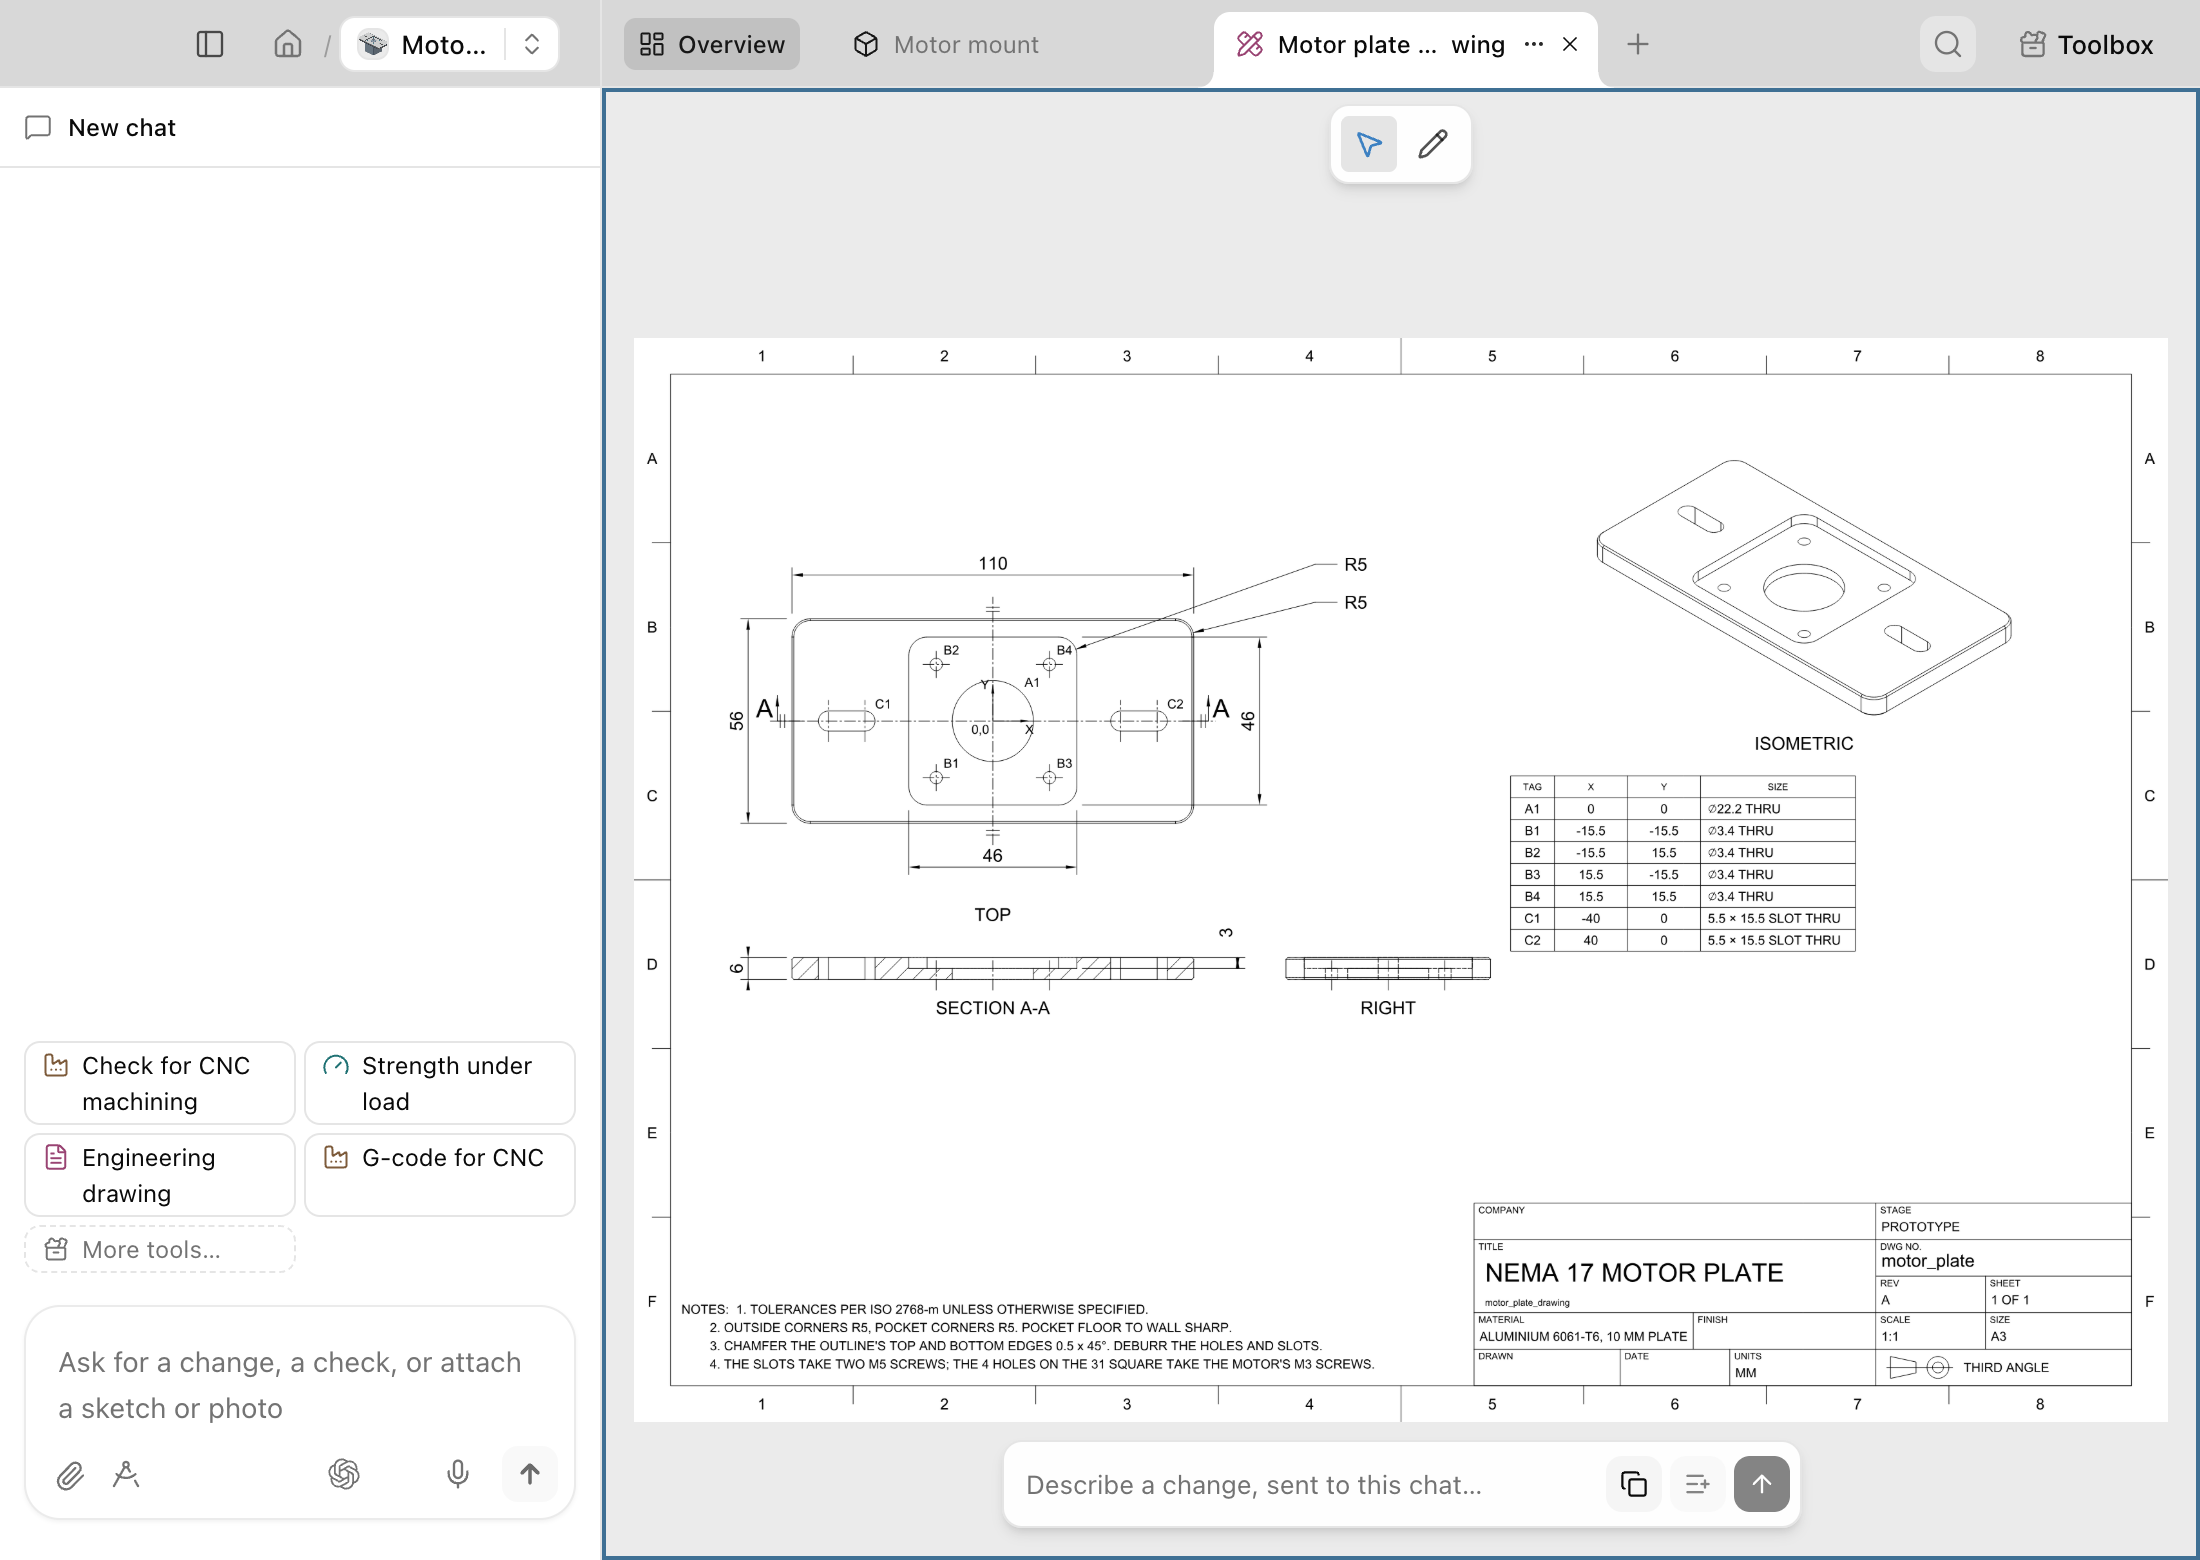 Moto...
Overview
Motor mount
Motor plate ... wing
Toolbox
New chat
1 2 3 4 5 6 7 8
A A
110
R5
R5
B B
B2 B4
Y A1
A C1 C2 A
56 46
0,0 X
B1 B3
C C
46
TOP
ISOMETRIC
TAG X Y SIZE
A1 0 0 ∅22.2 THRU
B1 -15.5 -15.5 ∅3.4 THRU
B2 -15.5 15.5 ∅3.4 THRU
B3 15.5 -15.5 ∅3.4 THRU
B4 15.5 15.5 ∅3.4 THRU
C1 -40 0 5.5 × 15.5 SLOT THRU
C2 40 0 5.5 × 15.5 SLOT THRU
3
D 6 D
SECTION A-A
RIGHT
E E
F F
NOTES: 1. TOLERANCES PER ISO 2768-m UNLESS OTHERWISE SPECIFIED.
2. OUTSIDE CORNERS R5, POCKET CORNERS R5. POCKET FLOOR TO WALL SHARP.
3. CHAMFER THE OUTLINE'S TOP AND BOTTOM EDGES 0.5 x 45°. DEBURR THE HOLES AND SLOTS.
4. THE SLOTS TAKE TWO M5 SCREWS; THE 4 HOLES ON THE 31 SQUARE TAKE THE MOTOR'S M3 SCREWS.
COMPANY
STAGE
PROTOTYPE
TITLE
NEMA 17 MOTOR PLATE
motor_plate_drawing
DWG NO.
motor_plate
REV
A
SHEET
1 OF 1
MATERIAL
ALUMINIUM 6061-T6, 10 MM PLATE
FINISH
SCALE
1:1
SIZE
A3
DRAWN
DATE
UNITS
MM
THIRD ANGLE
1 2 3 4 5 6 7 8
Check for CNC
machining
Strength under
load
Engineering
drawing
G-code for CNC
More tools...
Ask for a change, a check, or attach
a sketch or photo
Describe a change, sent to this chat...